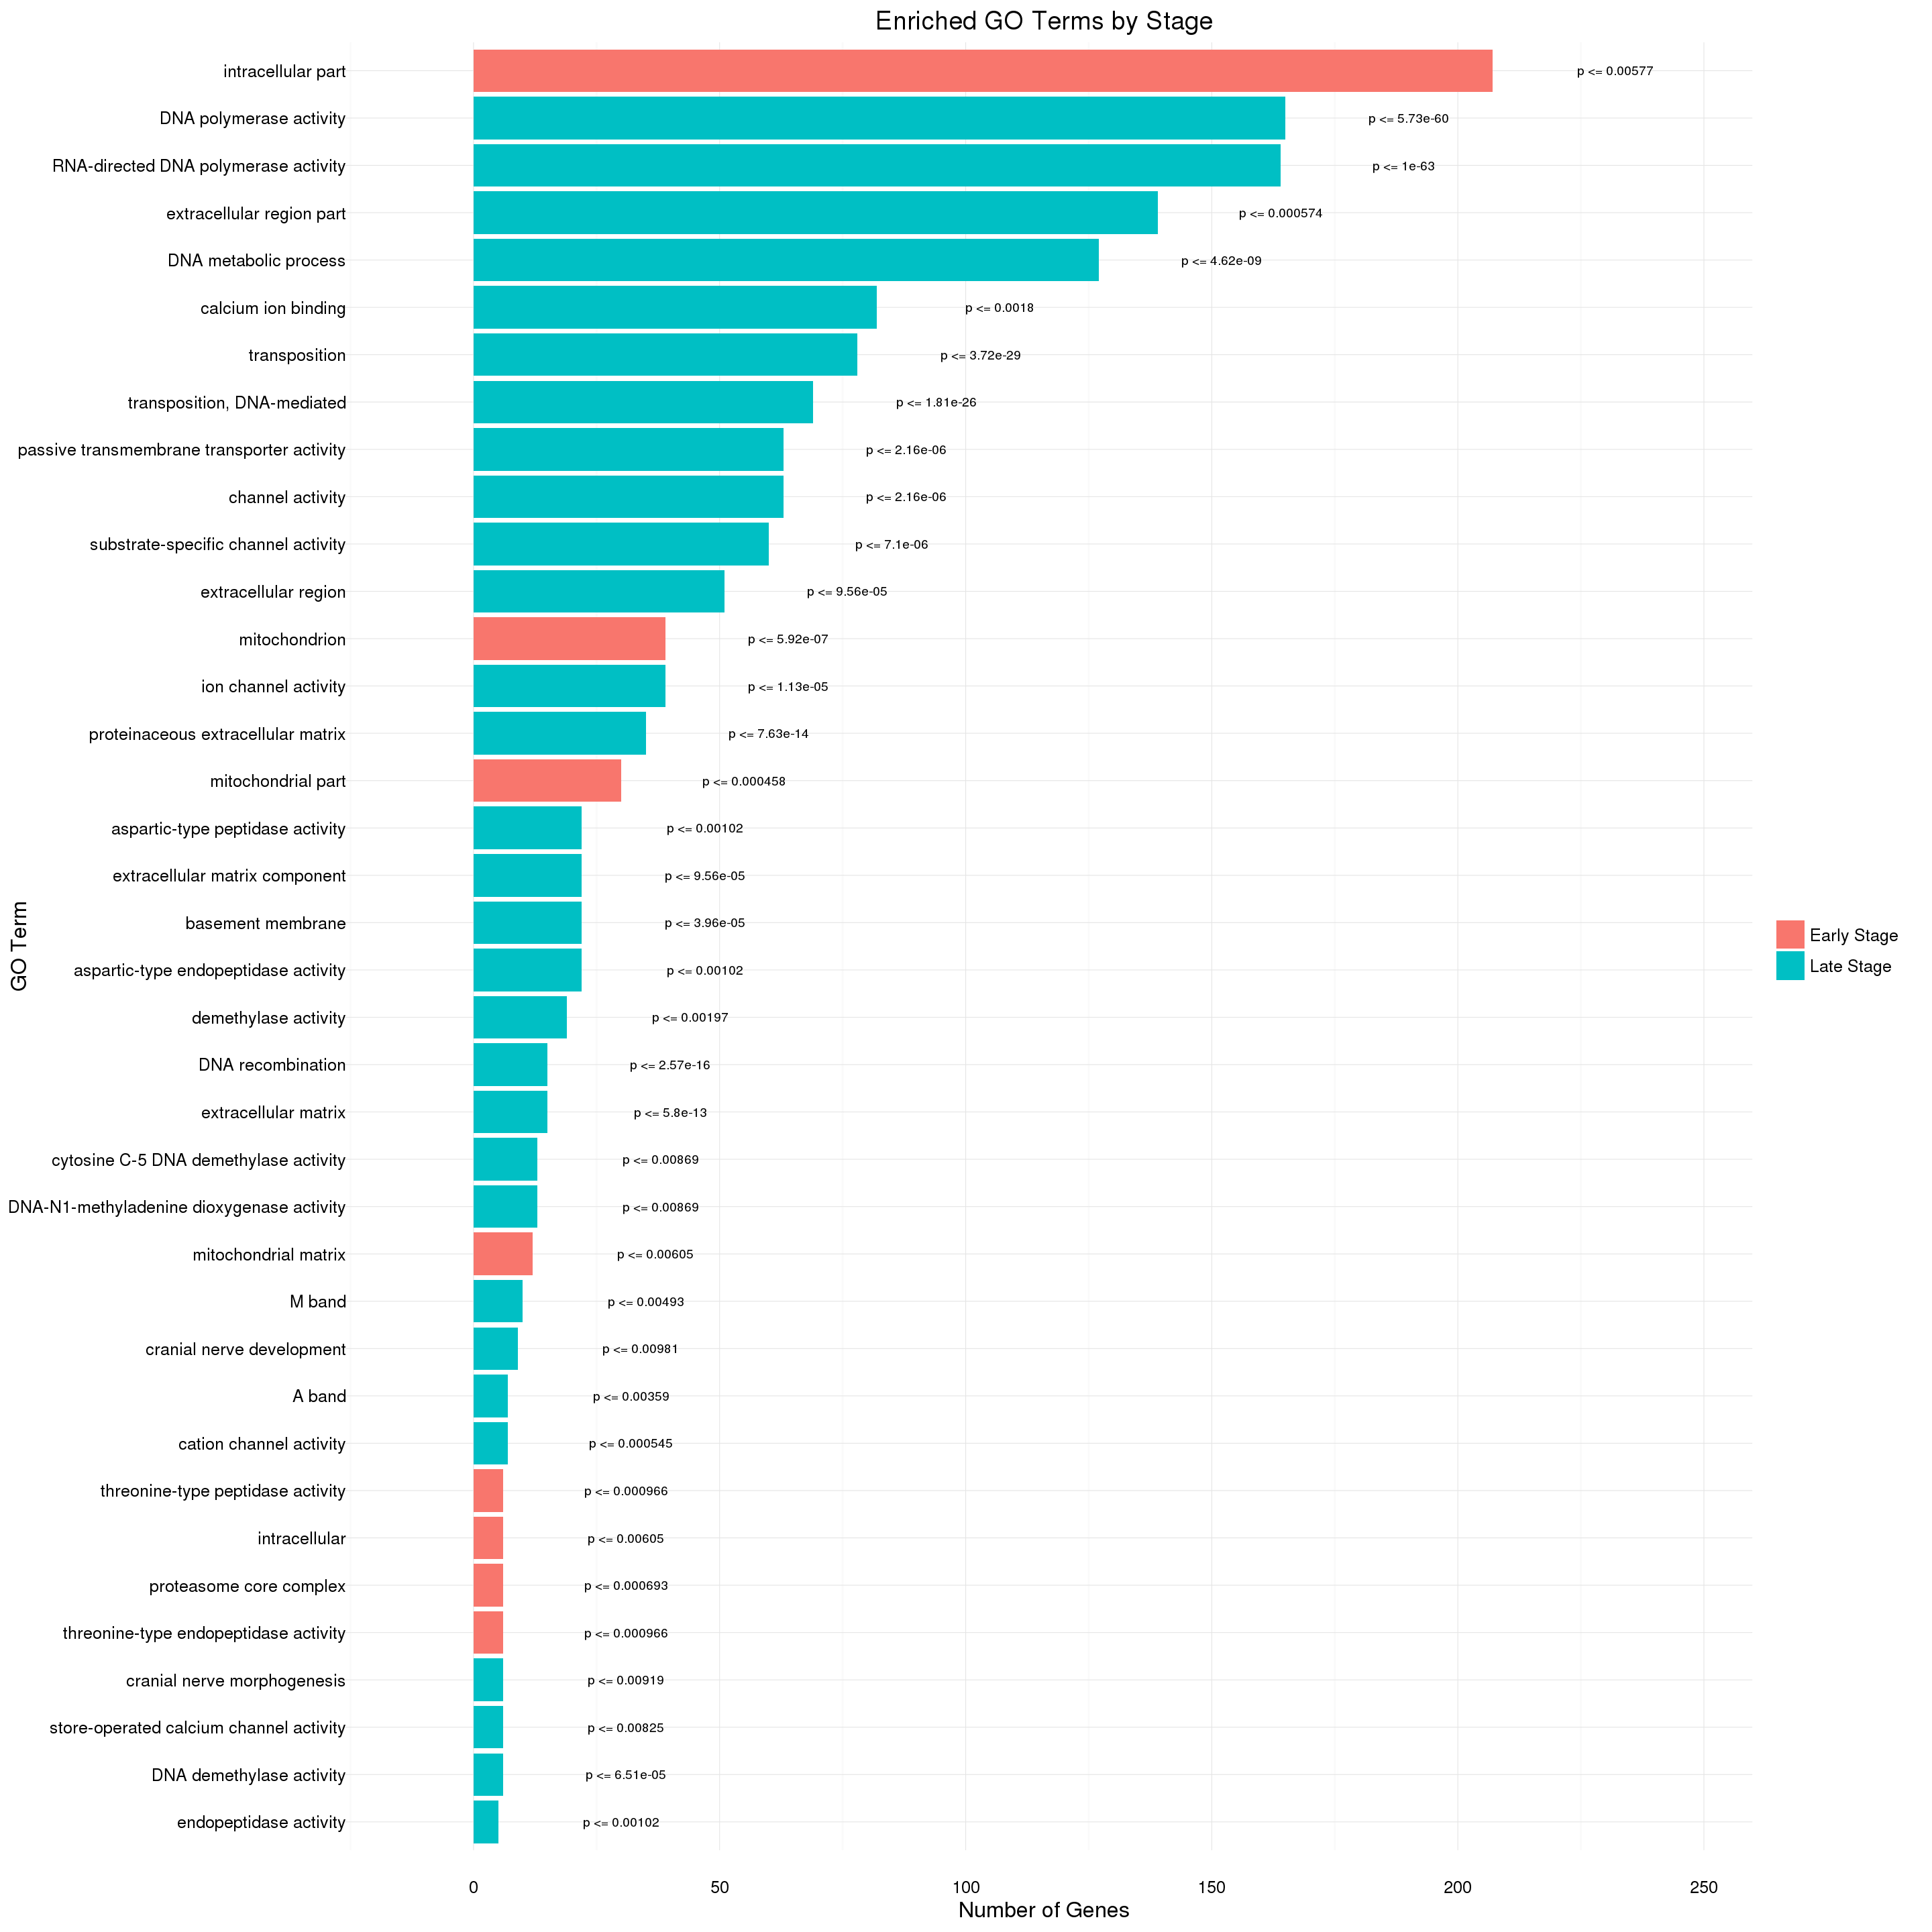 Enriched GO Terms by Stage
intracellular part p <= 0.00577
DNA polymerase activity p <= 5.73e-60
RNA-directed DNA polymerase activity p <= 1e-63
extracellular region part p <= 0.000574
DNA metabolic process p <= 4.62e-09
calcium ion binding p <= 0.0018
transposition p <= 3.72e-29
transposition, DNA-mediated p <= 1.81e-26
passive transmembrane transporter activity p <= 2.16e-06
channel activity p <= 2.16e-06
substrate-specific channel activity p <= 7.1e-06
extracellular region p <= 9.56e-05
mitochondrion p <= 5.92e-07
ion channel activity p <= 1.13e-05
proteinaceous extracellular matrix p <= 7.63e-14
mitochondrial part p <= 0.000458
aspartic-type peptidase activity p <= 0.00102
extracellular matrix component p <= 9.56e-05
basement membrane p <= 3.96e-05
aspartic-type endopeptidase activity p <= 0.00102
demethylase activity p <= 0.00197
DNA recombination p <= 2.57e-16
extracellular matrix p <= 5.8e-13
cytosine C-5 DNA demethylase activity p <= 0.00869
DNA-N1-methyladenine dioxygenase activity p <= 0.00869
mitochondrial matrix p <= 0.00605
M band p <= 0.00493
cranial nerve development p <= 0.00981
A band p <= 0.00359
cation channel activity p <= 0.000545
threonine-type peptidase activity p <= 0.000966
intracellular p <= 0.00605
proteasome core complex p <= 0.000693
threonine-type endopeptidase activity p <= 0.000966
cranial nerve morphogenesis p <= 0.00919
store-operated calcium channel activity p <= 0.00825
DNA demethylase activity p <= 6.51e-05
endopeptidase activity p <= 0.00102
0 50 100 150 200 250
Number of Genes
GO Term
Early Stage
Late Stage